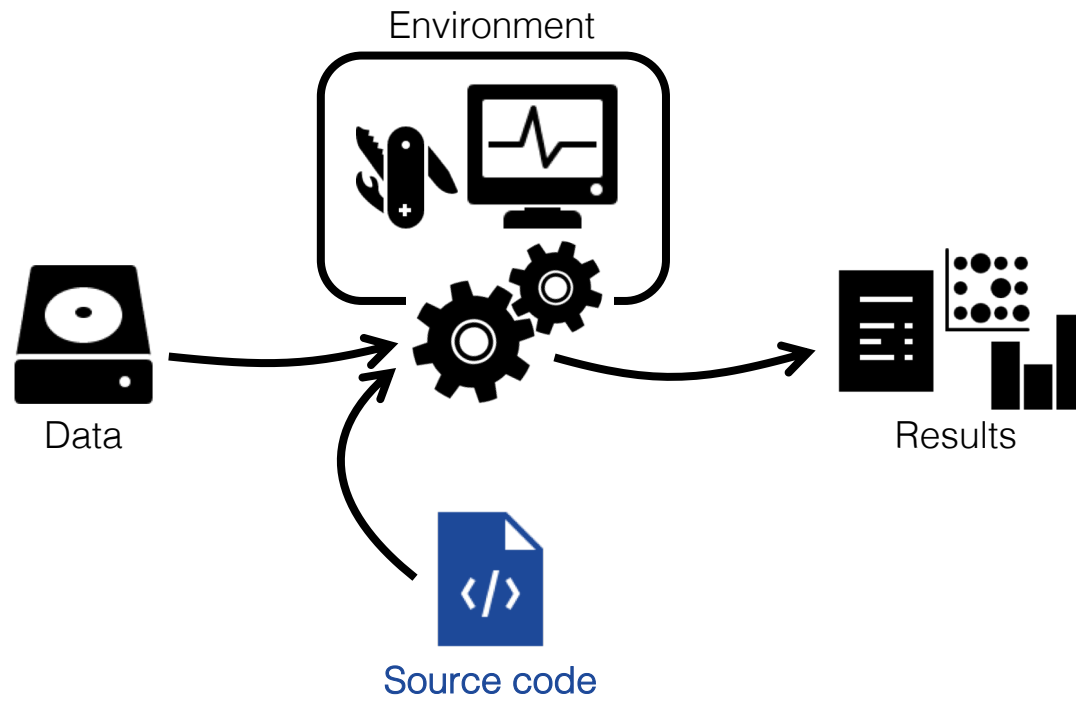 Environment
Data
Results
</>
Source code